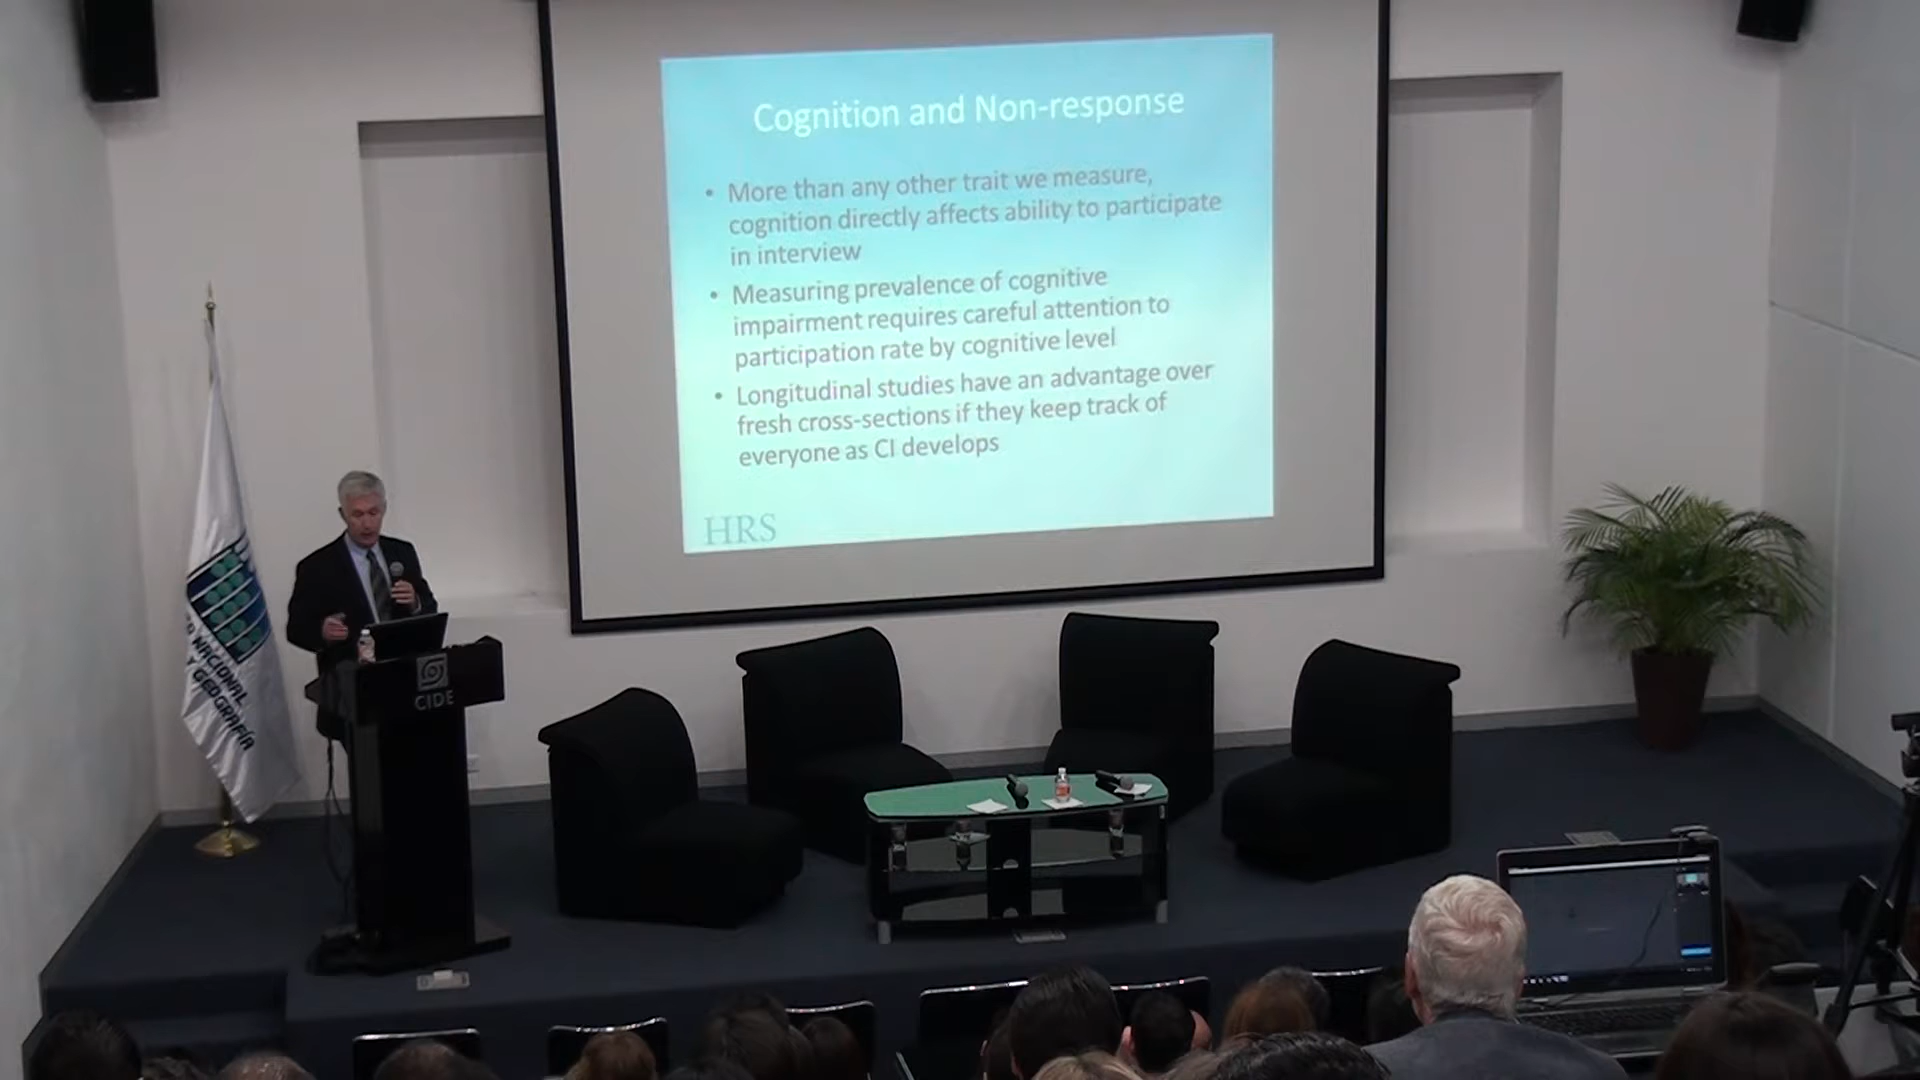 Cognition and Non-response
• More than any other trait we measure,
cognition directly affects ability to participate
in interview
• Measuring prevalence of cognitive
impairment requires careful attention to
participation rate by cognitive level
• Longitudinal studies have an advantage over
fresh cross-sections if they keep track of
everyone as CI develops
HRS
NACIONAL
Y GEOGRAFÍA
CIDE